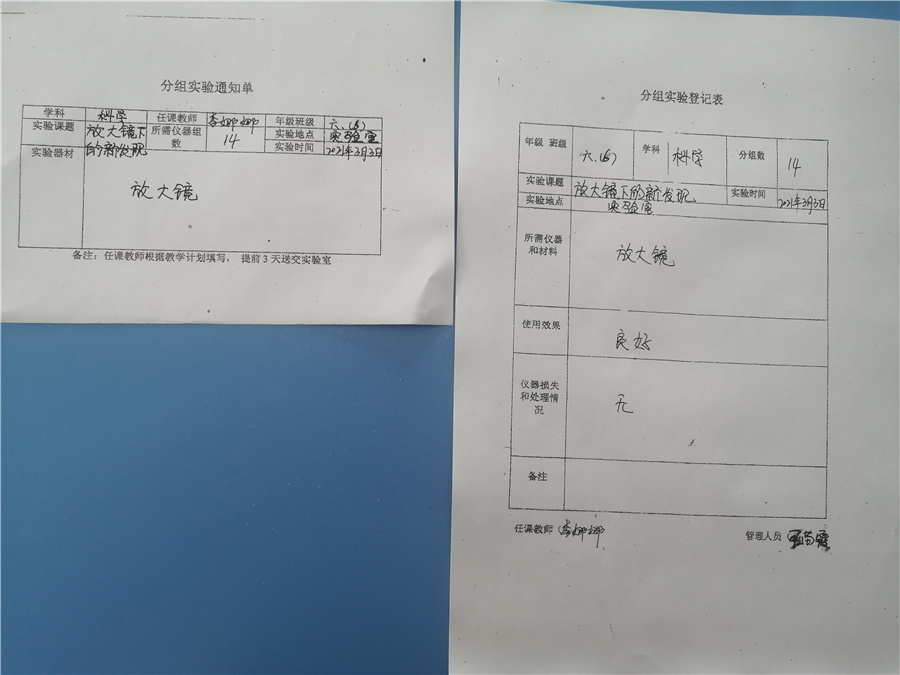 分组实验通知单
学科 科学 任课教师 李娜娜 年级班级 六.(6)
实验课题 放大镜下的新发现 所需仪器组数 14 实验地点 实验室
实验时间 2021年3月3日
实验器材
放大镜
备注：任课教师根据教学计划填写，提前3天送交实验室
分组实验登记表
年级 班级 六.(6) 学科 科学 分组数 14
实验课题 放大镜下的新发现 实验时间 2021年3月3日
实验地点 实验室
所需仪器
和材料
放大镜
使用效果
良好
仪器损失
和处理情
况
无
备注
任课教师 李娜娜 管理人员